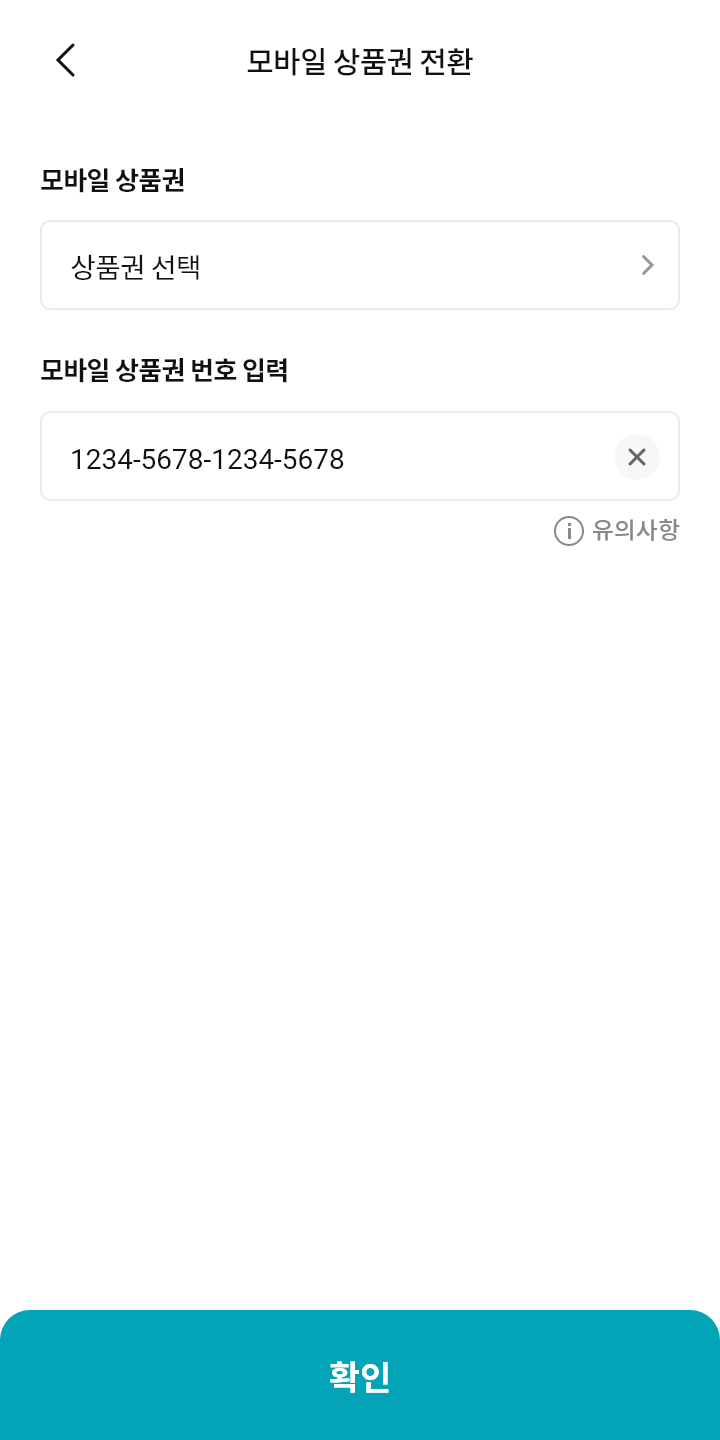 모바일 상품권 전환
모바일 상품권
상품권 선택
모바일 상품권 번호 입력
1234-5678-1234-5678
유의사항
확인